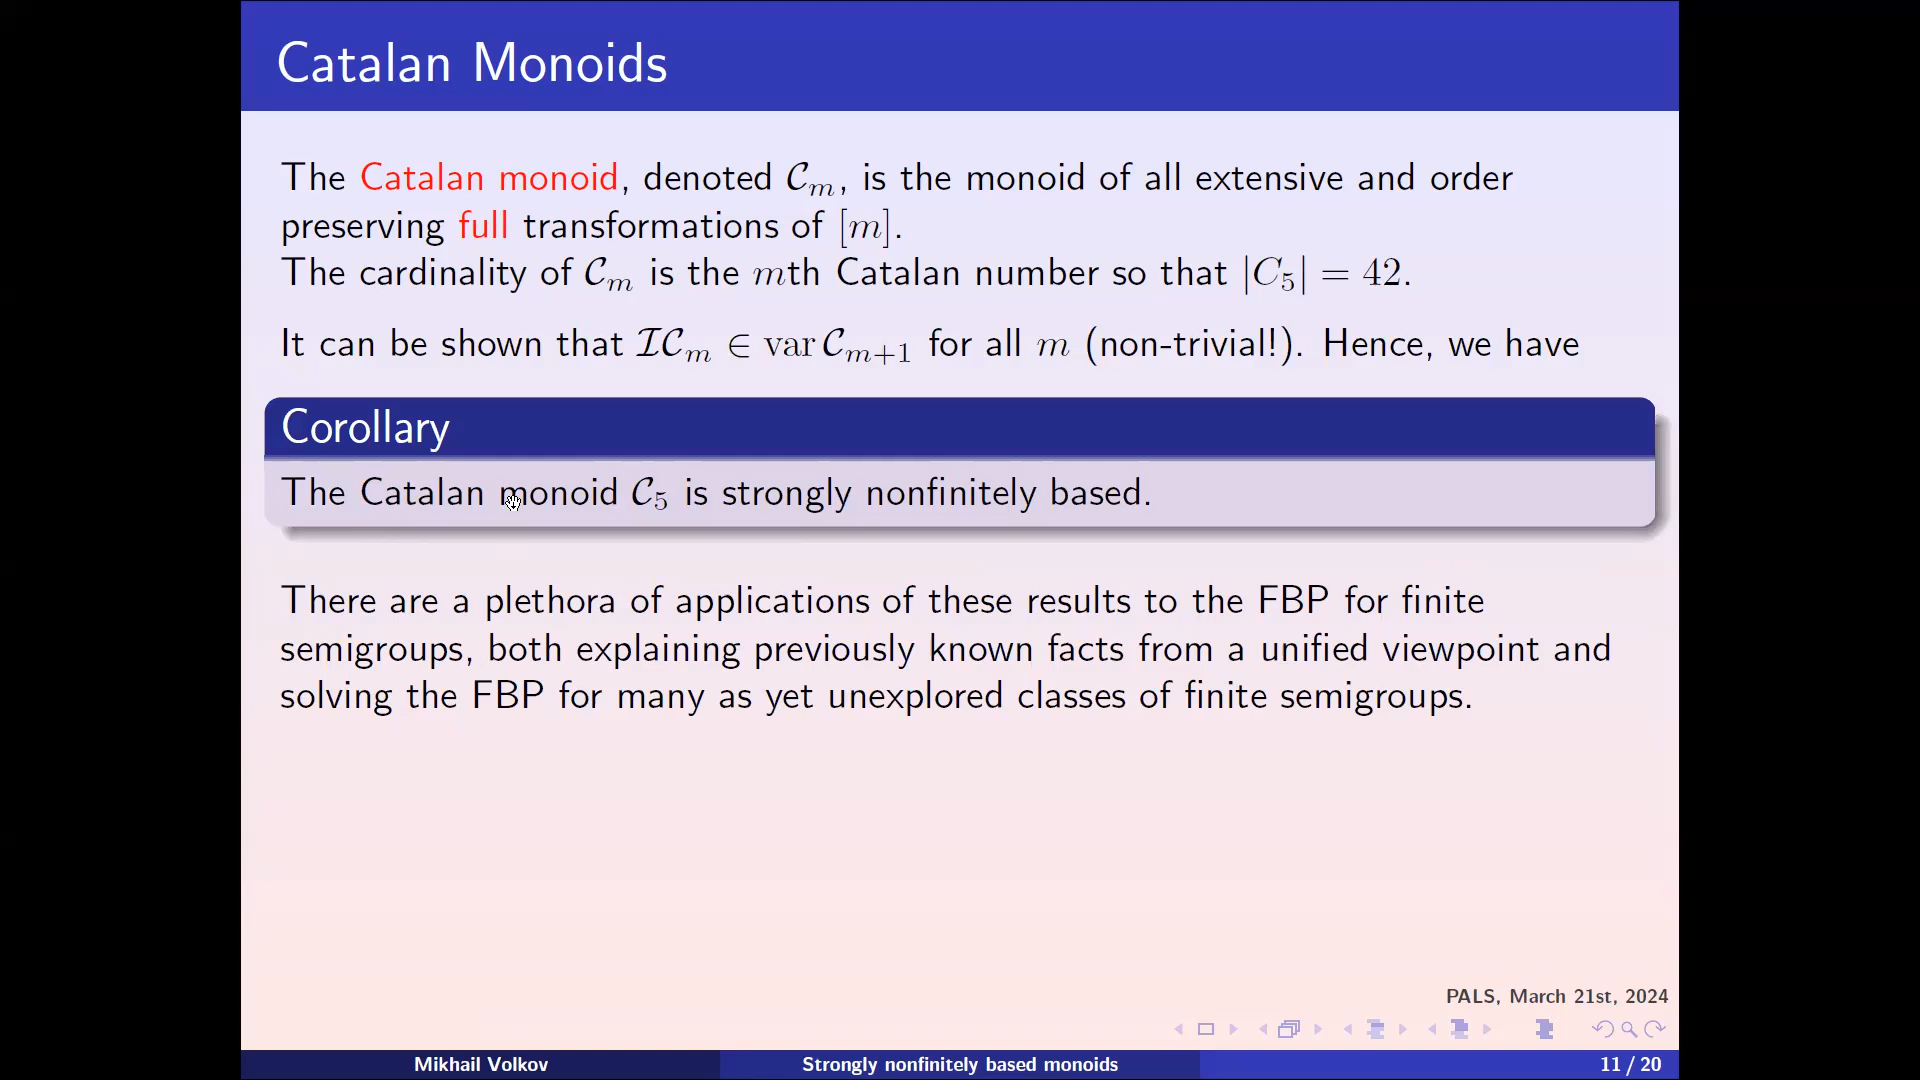 Catalan Monoids
The Catalan monoid, denoted 𝒞ₘ, is the monoid of all extensive and order
preserving full transformations of [m].
The cardinality of 𝒞ₘ is the mth Catalan number so that |C₅| = 42.
It can be shown that ℐ𝒞ₘ ∈ var 𝒞ₘ₊₁ for all m (non-trivial!). Hence, we have
Corollary
The Catalan monoid 𝒞₅ is strongly nonfinitely based.
There are a plethora of applications of these results to the FBP for finite
semigroups, both explaining previously known facts from a unified viewpoint and
solving the FBP for many as yet unexplored classes of finite semigroups.
PALS, March 21st, 2024
Mikhail Volkov
Strongly nonfinitely based monoids
11 / 20